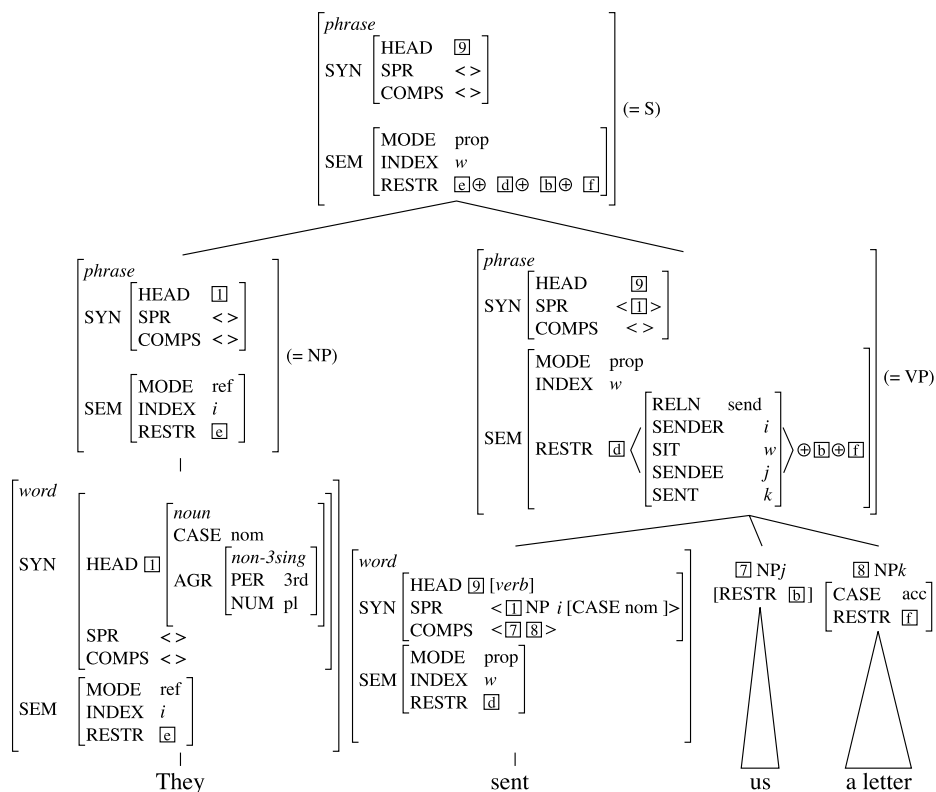 phrase
HEAD 9
SYN SPR < >
COMPS < >
(= S)
MODE prop
SEM INDEX w
RESTR e ⊕ d ⊕ b ⊕ f
phrase
HEAD 1
SYN SPR < >
COMPS < >
(= NP)
MODE ref
SEM INDEX i
RESTR e
phrase
HEAD 9
SYN SPR < 1 >
COMPS < >
(= VP)
MODE prop
INDEX w
SEM
RESTR d
RELN send
SENDER i
SIT w
SENDEE j
SENT k
⊕ b ⊕ f
word
noun
CASE nom
SYN HEAD 1
non-3sing
AGR PER 3rd
NUM pl
SPR < >
COMPS < >
MODE ref
SEM INDEX i
RESTR e
word
HEAD 9 [verb]
SYN SPR < 1 NP i [CASE nom ]>
COMPS < 7 8 >
MODE prop
SEM INDEX w
RESTR d
7 NPj
[RESTR b ]
8 NPk
CASE acc
RESTR f
They sent us a letter